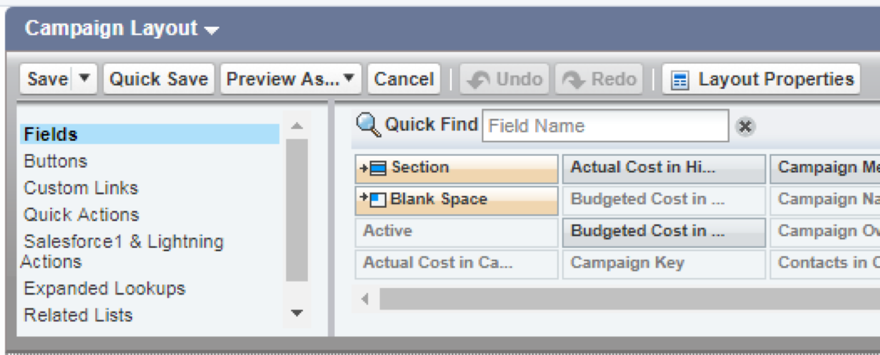 Campaign Layout
Save Quick Save Preview As... Cancel Undo Redo Layout Properties
Fields
Buttons
Custom Links
Quick Actions
Salesforce1 & Lightning
Actions
Expanded Lookups
Related Lists
Quick Find Field Name
Section Actual Cost in Hi... Campaign Me
Blank Space Budgeted Cost in ... Campaign Na
Active Budgeted Cost in ... Campaign Ov
Actual Cost in Ca... Campaign Key Contacts in C